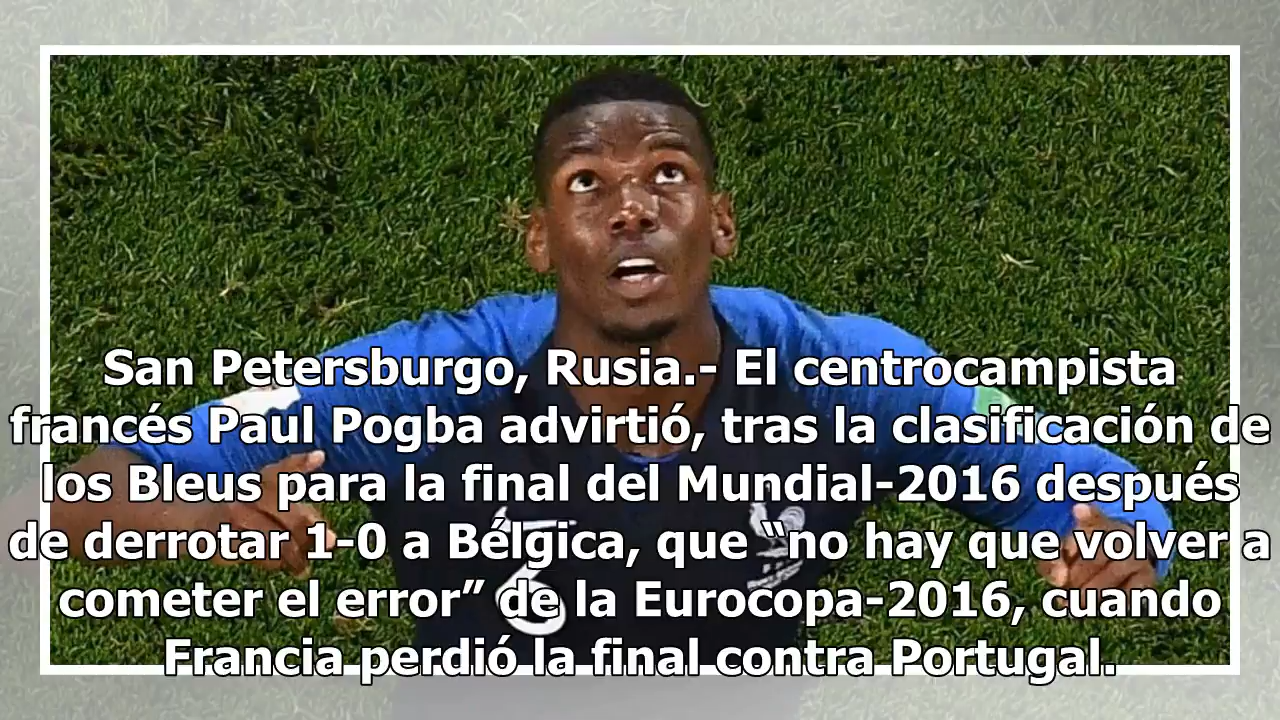 San Petersburgo, Rusia.- El centrocampista
francés Paul Pogba advirtió, tras la clasificación de
los Bleus para la final del Mundial-2016 después
de derrotar 1-0 a Bélgica, que “no hay que volver a
cometer el error” de la Eurocopa-2016, cuando
Francia perdió la final contra Portugal.
6